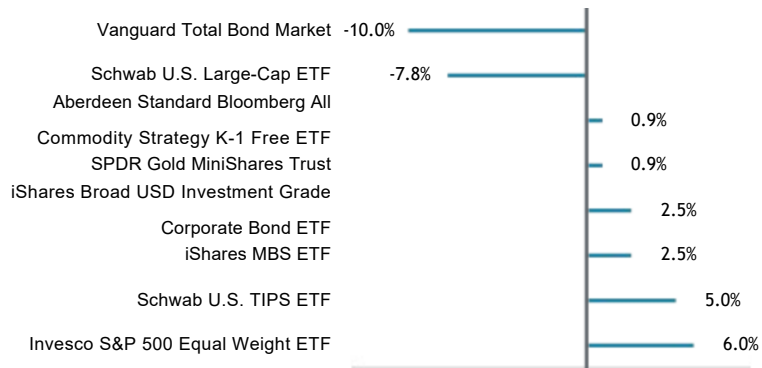 Vanguard Total Bond Market -10.0%
Schwab U.S. Large-Cap ETF -7.8%
Aberdeen Standard Bloomberg All
0.9%
Commodity Strategy K-1 Free ETF
SPDR Gold MiniShares Trust 0.9%
iShares Broad USD Investment Grade
2.5%
Corporate Bond ETF
iShares MBS ETF 2.5%
Schwab U.S. TIPS ETF 5.0%
Invesco S&P 500 Equal Weight ETF 6.0%